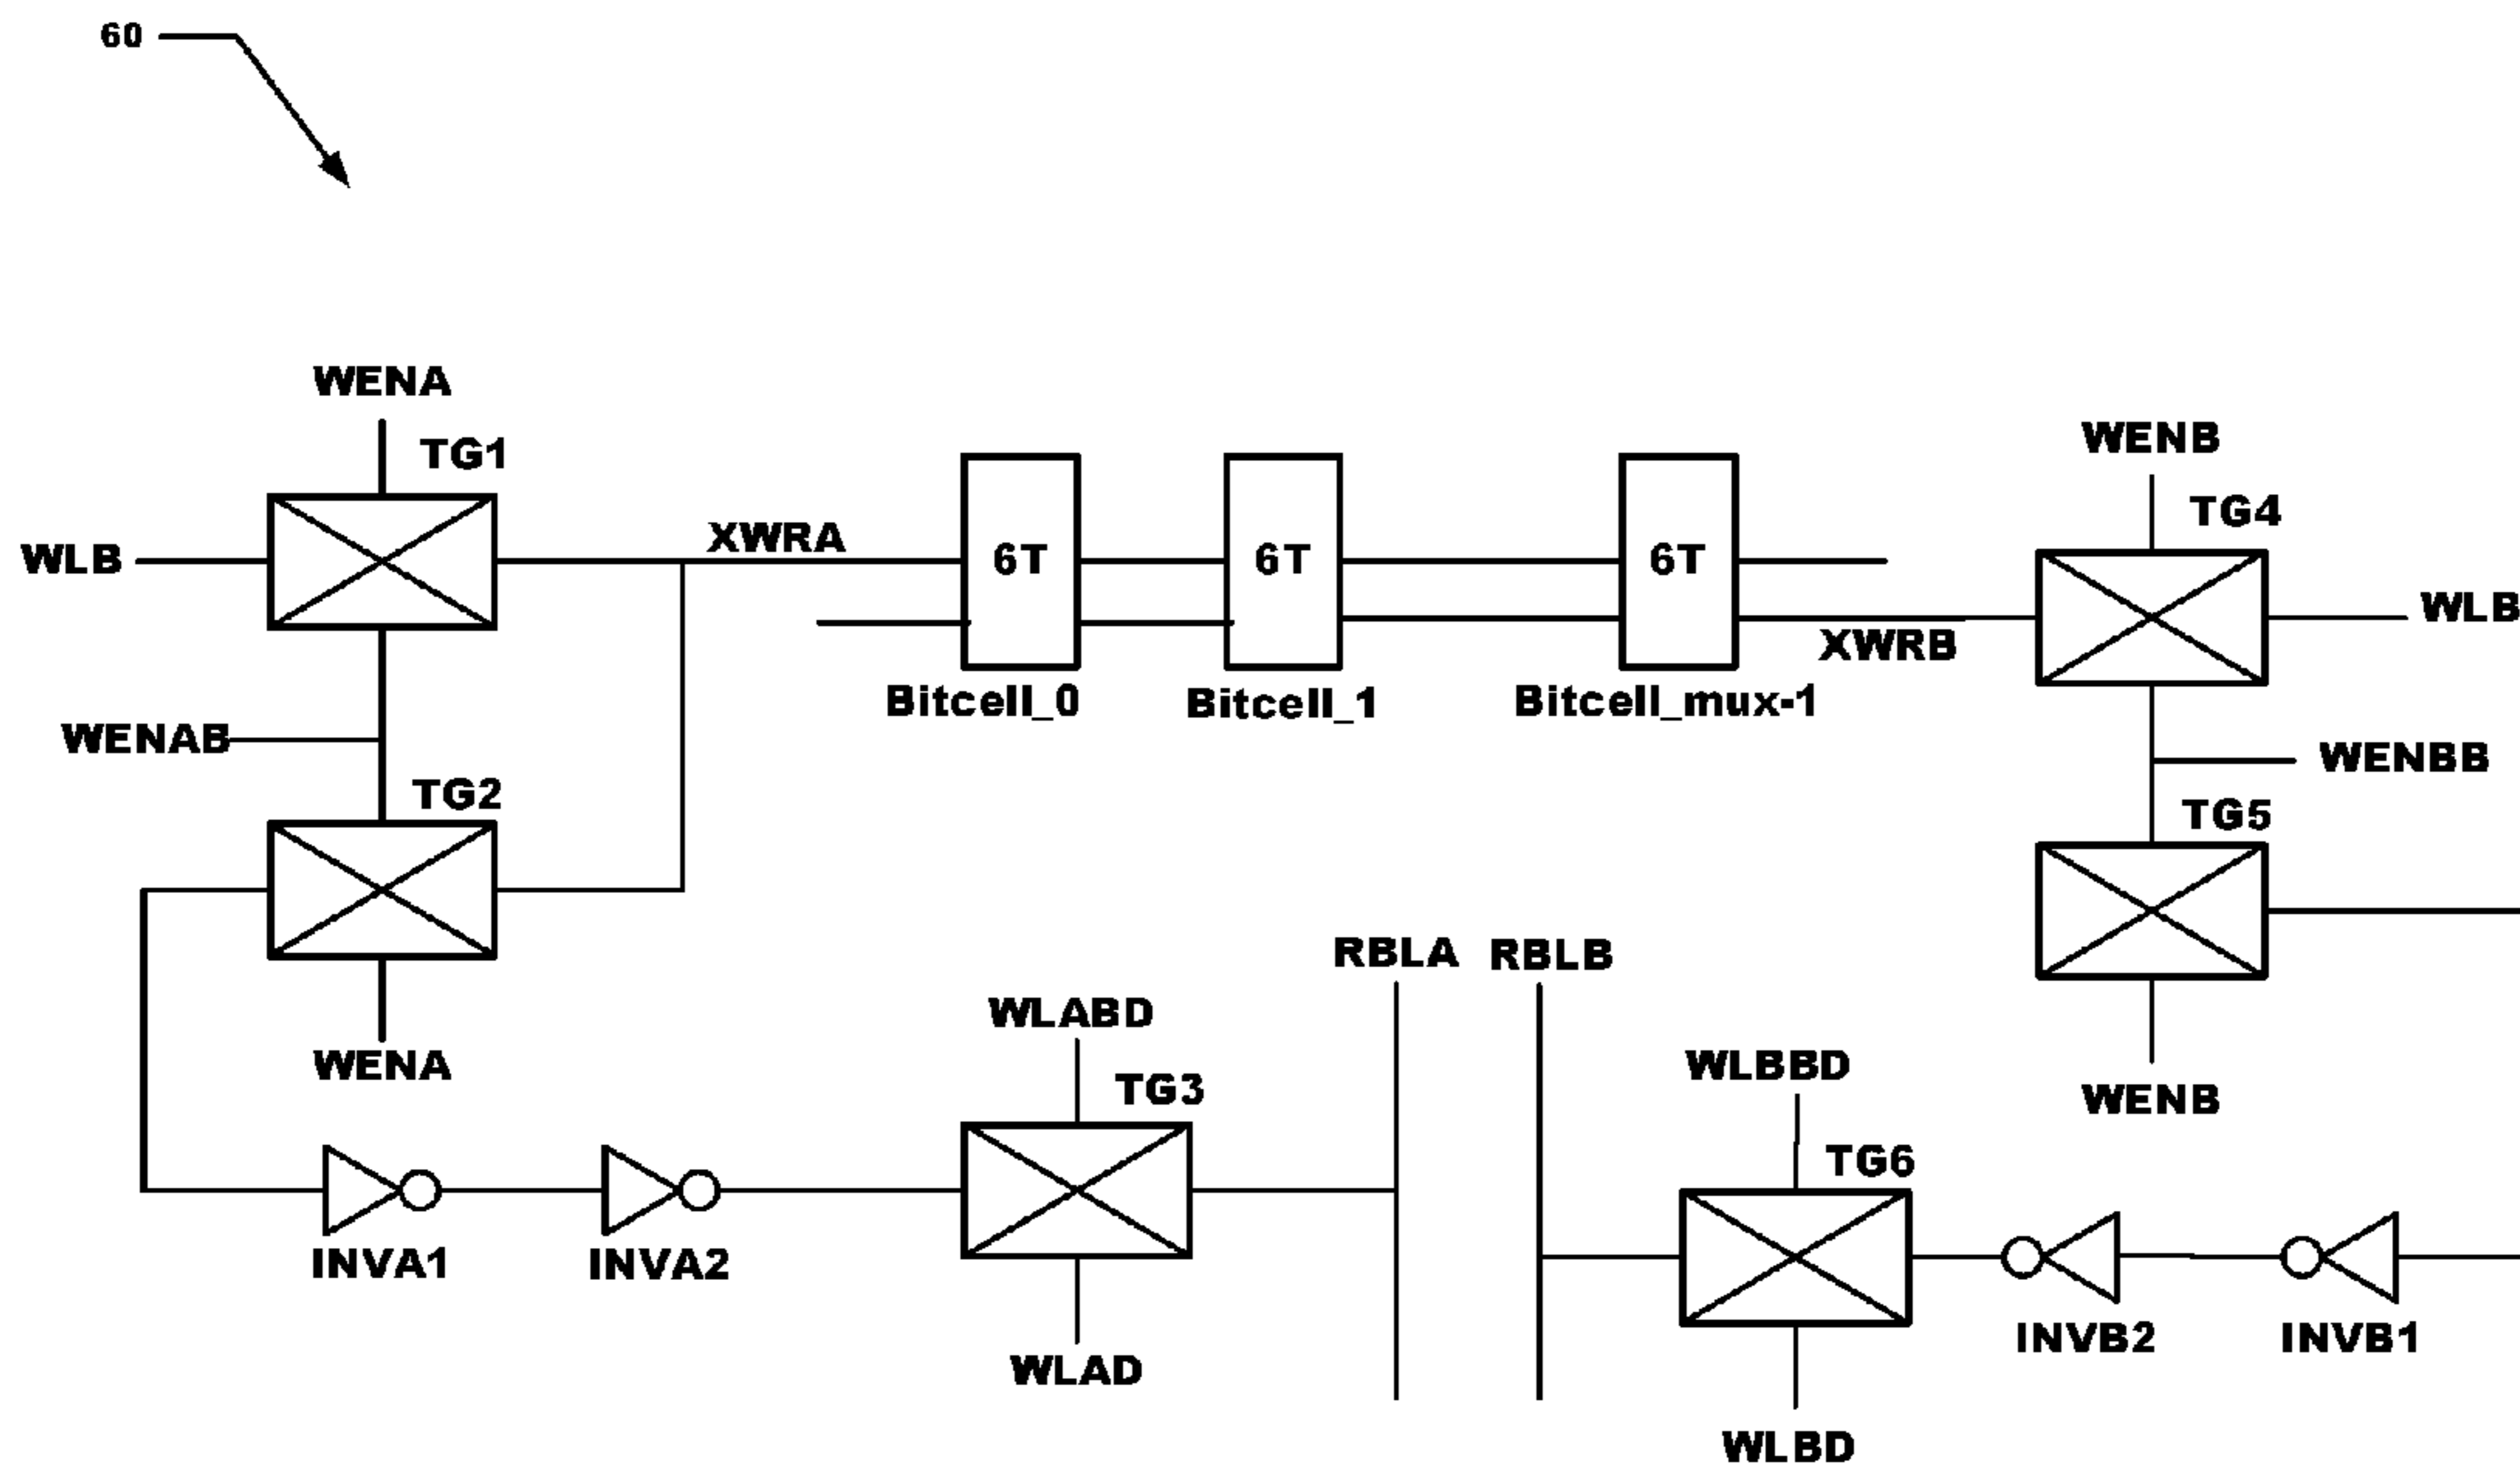 60
WENA
TG1
WENB
TG4
WLB
XWRA
6T
6T
6T
WLB
XWRB
Bitcell_0
Bitcell_1
Bitcell_mux-1
WENAB
WENBB
TG2
TG5
RBLA
RBLB
WLABD
WENA
TG3
WLBBD
WENB
TG6
INVA1
INVA2
INVB2
INVB1
WLAD
WLBD